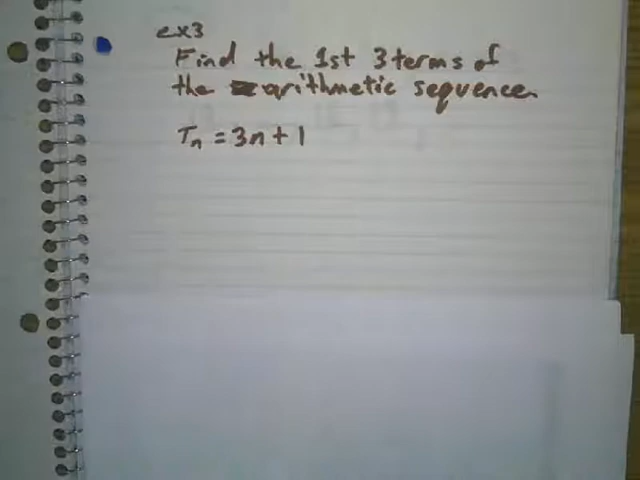 ex3
Find the 1st 3 terms of
the arithmetic sequence.
Tn = 3n + 1